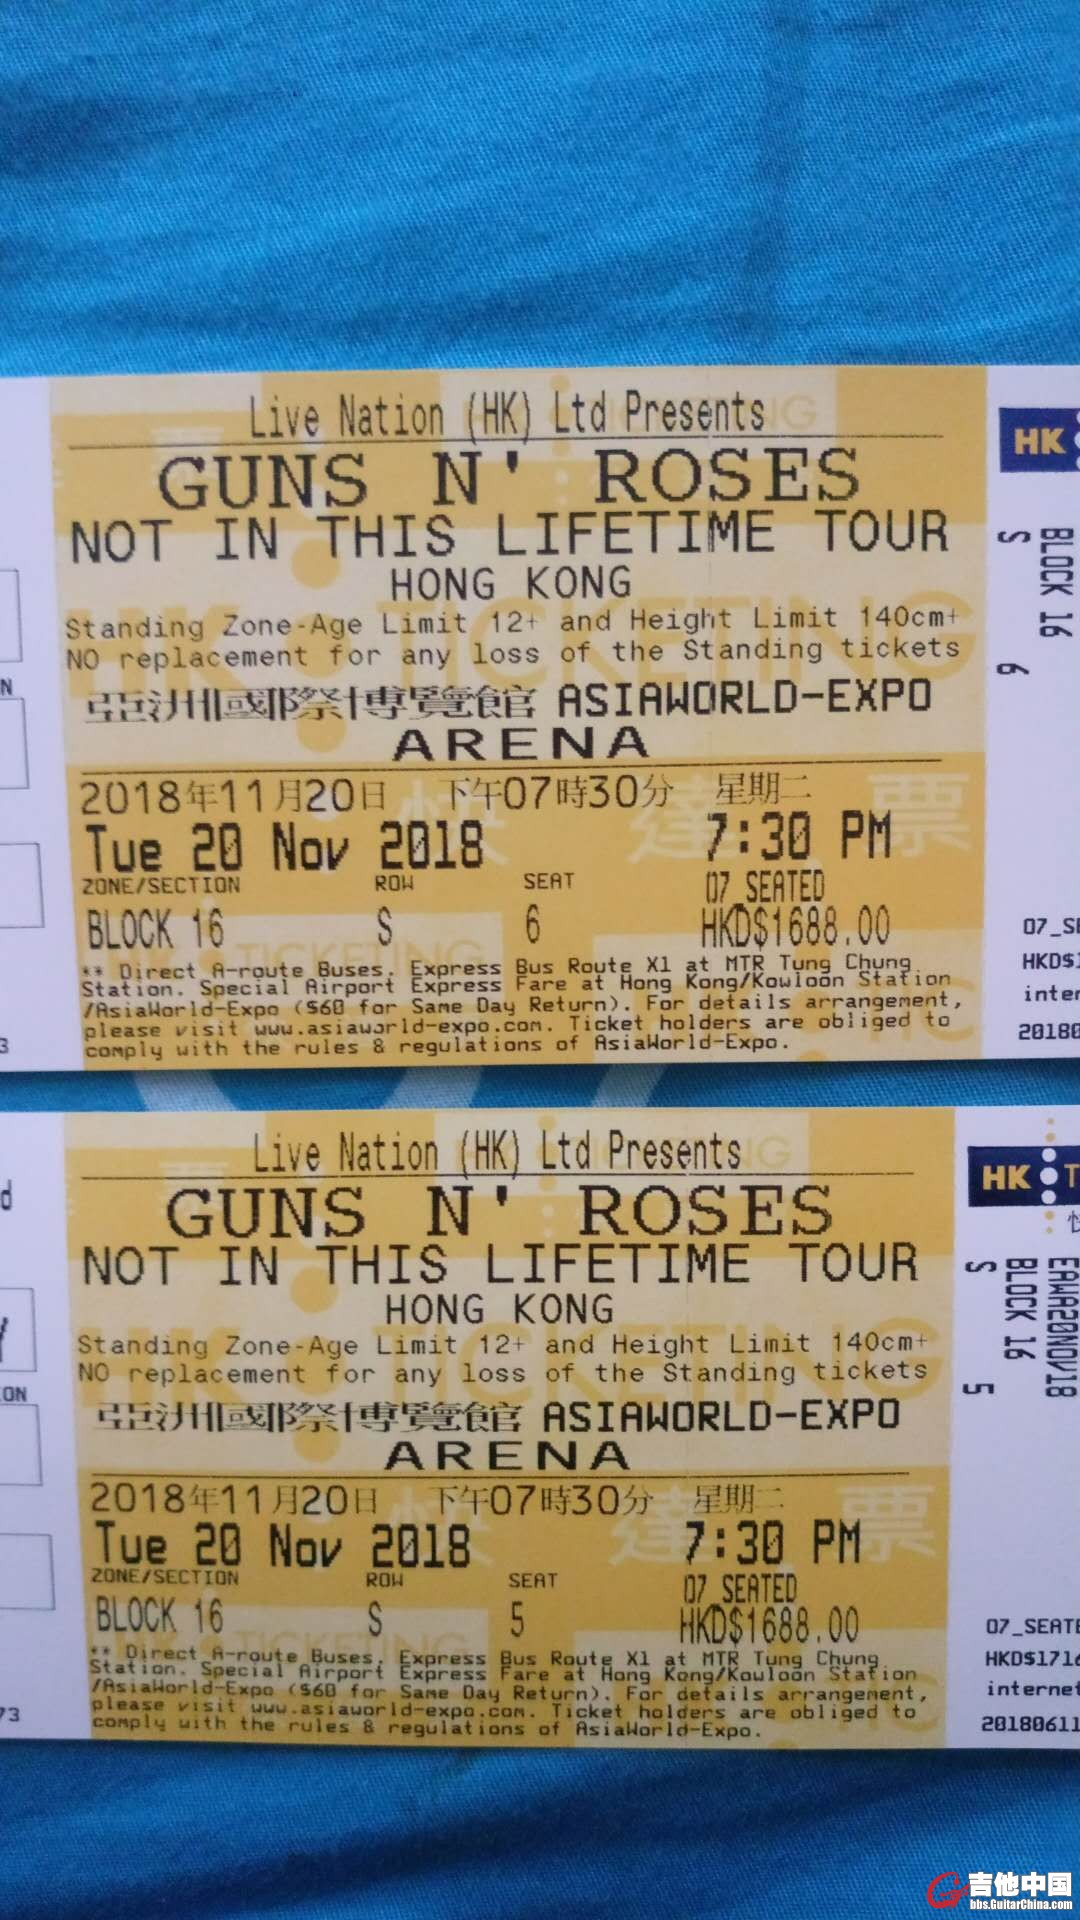 Live Nation (HK) Ltd Presents
GUNS N' ROSES
NOT IN THIS LIFETIME TOUR
HONG KONG
Standing Zone-Age Limit 12+ and Height Limit 140cm+
NO replacement for any loss of the Standing tickets
亞洲國際博覽館 ASIAWORLD-EXPO
ARENA
2018年11月20日 下午07時30分 星期二
Tue 20 Nov 2018 7:30 PM
ZONE/SECTION ROW SEAT 07_SEATED
BLOCK 16 S 6 HKD$1688.00
** Direct A-route Buses, Express Bus Route X1 at MTR Tung Chung
Station. Special Airport Express Fare at Hong Kong/Kowloon Station
/AsiaWorld-Expo ($60 for Same Day Return). For details arrangement,
please visit www.asiaworld-expo.com. Ticket holders are obliged to
comply with the rules & regulations of AsiaWorld-Expo.
HK
BLOCK 16
S 6
07_SE
HKD$1
inter
20180
N
3
Live Nation (HK) Ltd Presents
GUNS N' ROSES
NOT IN THIS LIFETIME TOUR
HONG KONG
Standing Zone-Age Limit 12+ and Height Limit 140cm+
NO replacement for any loss of the Standing tickets
亞洲國際博覽館 ASIAWORLD-EXPO
ARENA
2018年11月20日 下午07時30分 星期二
Tue 20 Nov 2018 7:30 PM
ZONE/SECTION ROW SEAT 07_SEATED
BLOCK 16 S 5 HKD$1688.00
** Direct A-route Buses, Express Bus Route X1 at MTR Tung Chung
Station. Special Airport Express Fare at Hong Kong/Kowloon Station
/AsiaWorld-Expo ($60 for Same Day Return). For details arrangement,
please visit www.asiaworld-expo.com. Ticket holders are obliged to
comply with the rules & regulations of AsiaWorld-Expo.
HK T
EAWA20NOV18
BLOCK 16
S 5
07_SEATE
HKD$1716
internet
20180611
d
ION
73
吉他中国
bbs.GuitarChina.com